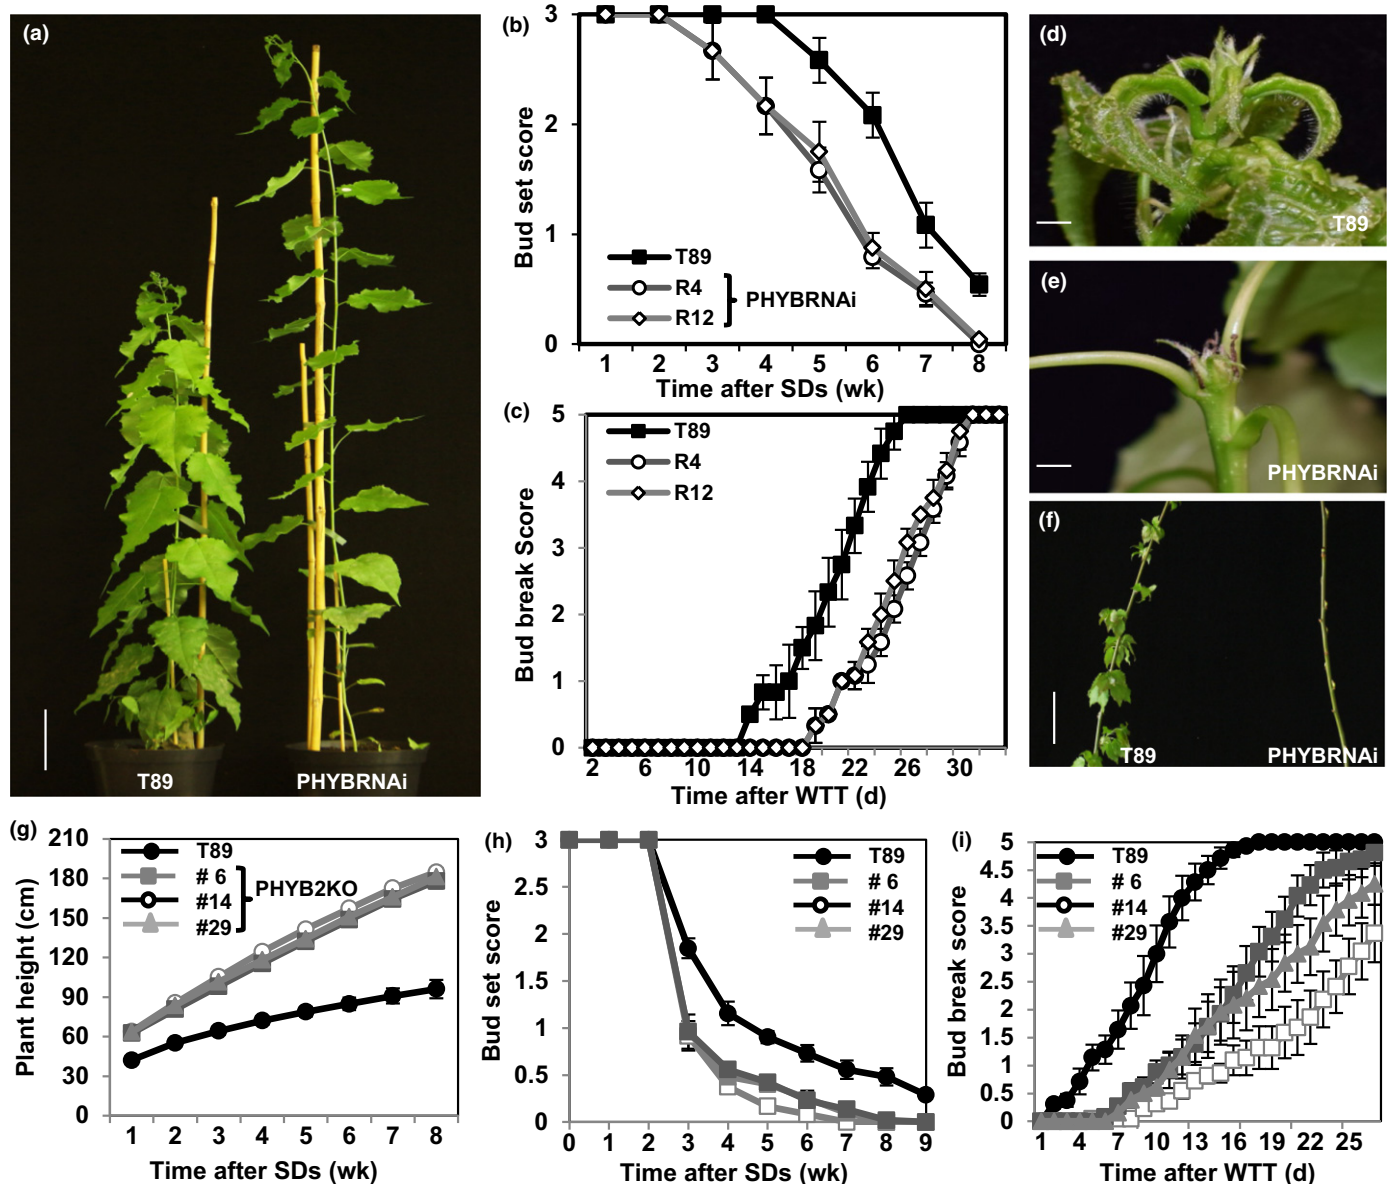 (a)
T89
PHYBRNAi
(b)
Bud set score
3
2
1
0
T89
R4
R12
PHYBRNAi
1 2 3 4 5 6 7 8
Time after SDs (wk)
(c)
Bud break Score
5
4
3
2
1
0
T89
R4
R12
2 6 10 14 18 22 26 30
Time after WTT (d)
(d)
T89
(e)
PHYBRNAi
(f)
T89
PHYBRNAi
(g)
Plant height (cm)
210
180
150
120
90
60
30
0
T89
# 6
#14
#29
PHYB2KO
1 2 3 4 5 6 7 8
Time after SDs (wk)
(h)
Bud set score
3
2.5
2
1.5
1
0.5
0
T89
# 6
#14
#29
0 1 2 3 4 5 6 7 8 9
Time after SDs (wk)
(i)
Bud break score
5
4.5
4
3.5
3
2.5
2
1.5
1
0.5
0
T89
# 6
#14
#29
1 4 7 10 13 16 19 22 25
Time after WTT (d)